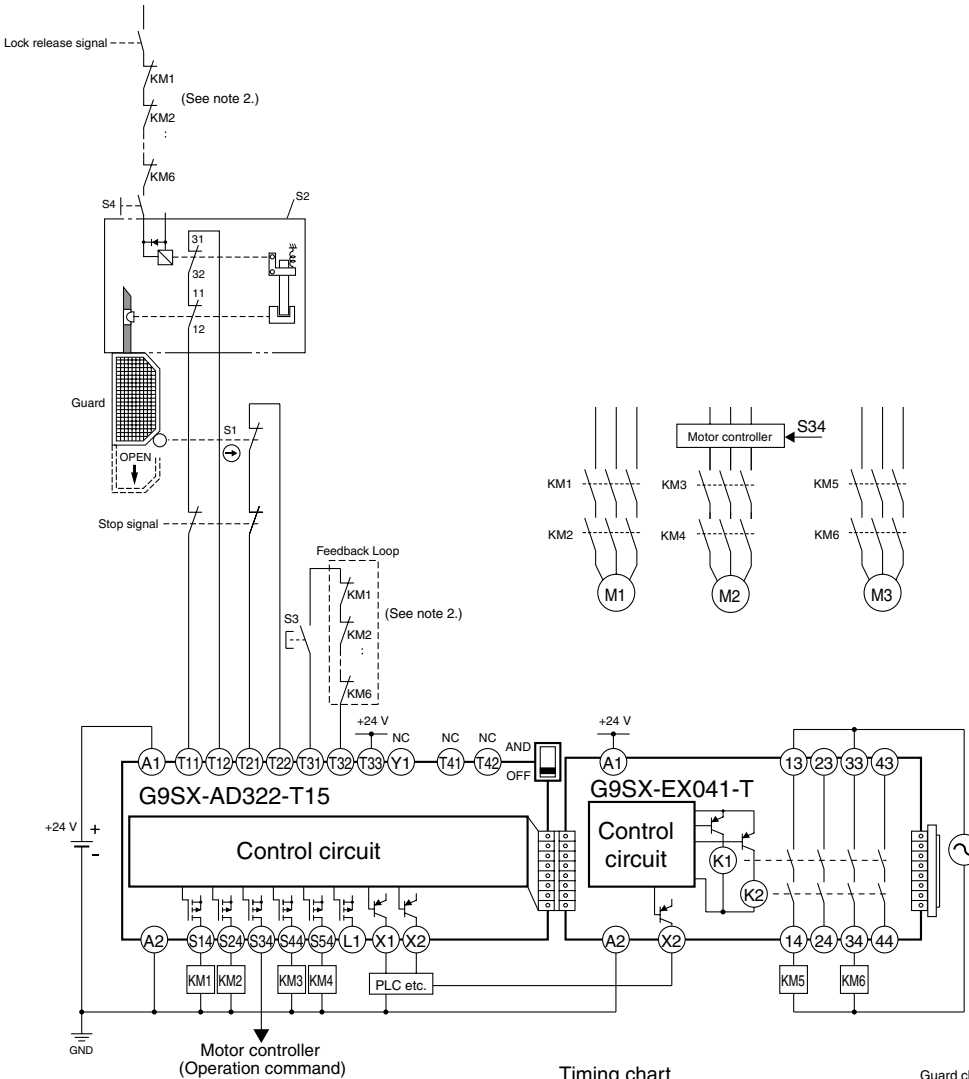 Lock release signal
KM1
(See note 2.)
KM2
:
KM6
S4
S2
31
32
11
12
Guard
S1
OPEN
Stop signal
Feedback Loop
KM1
S3
(See note 2.)
KM2
:
KM6
Motor controller
S34
KM1
KM3
KM5
KM2
KM4
KM6
M1
M2
M3
+24 V
NC
NC
NC
AND
OFF
A1
T11
T12
T21
T22
T31
T32
T33
Y1
T41
T42
G9SX-AD322-T15
+24 V
+
-
Control circuit
A2
S14
S24
S34
S44
S54
L1
X1
X2
KM1
KM2
KM3
KM4
PLC etc.
GND
Motor controller
(Operation command)
+24 V
A1
13
23
33
43
G9SX-EX041-T
Control
circuit
K1
K2
A2
X2
14
24
34
44
KM5
KM6
Timing chart
Guard cl